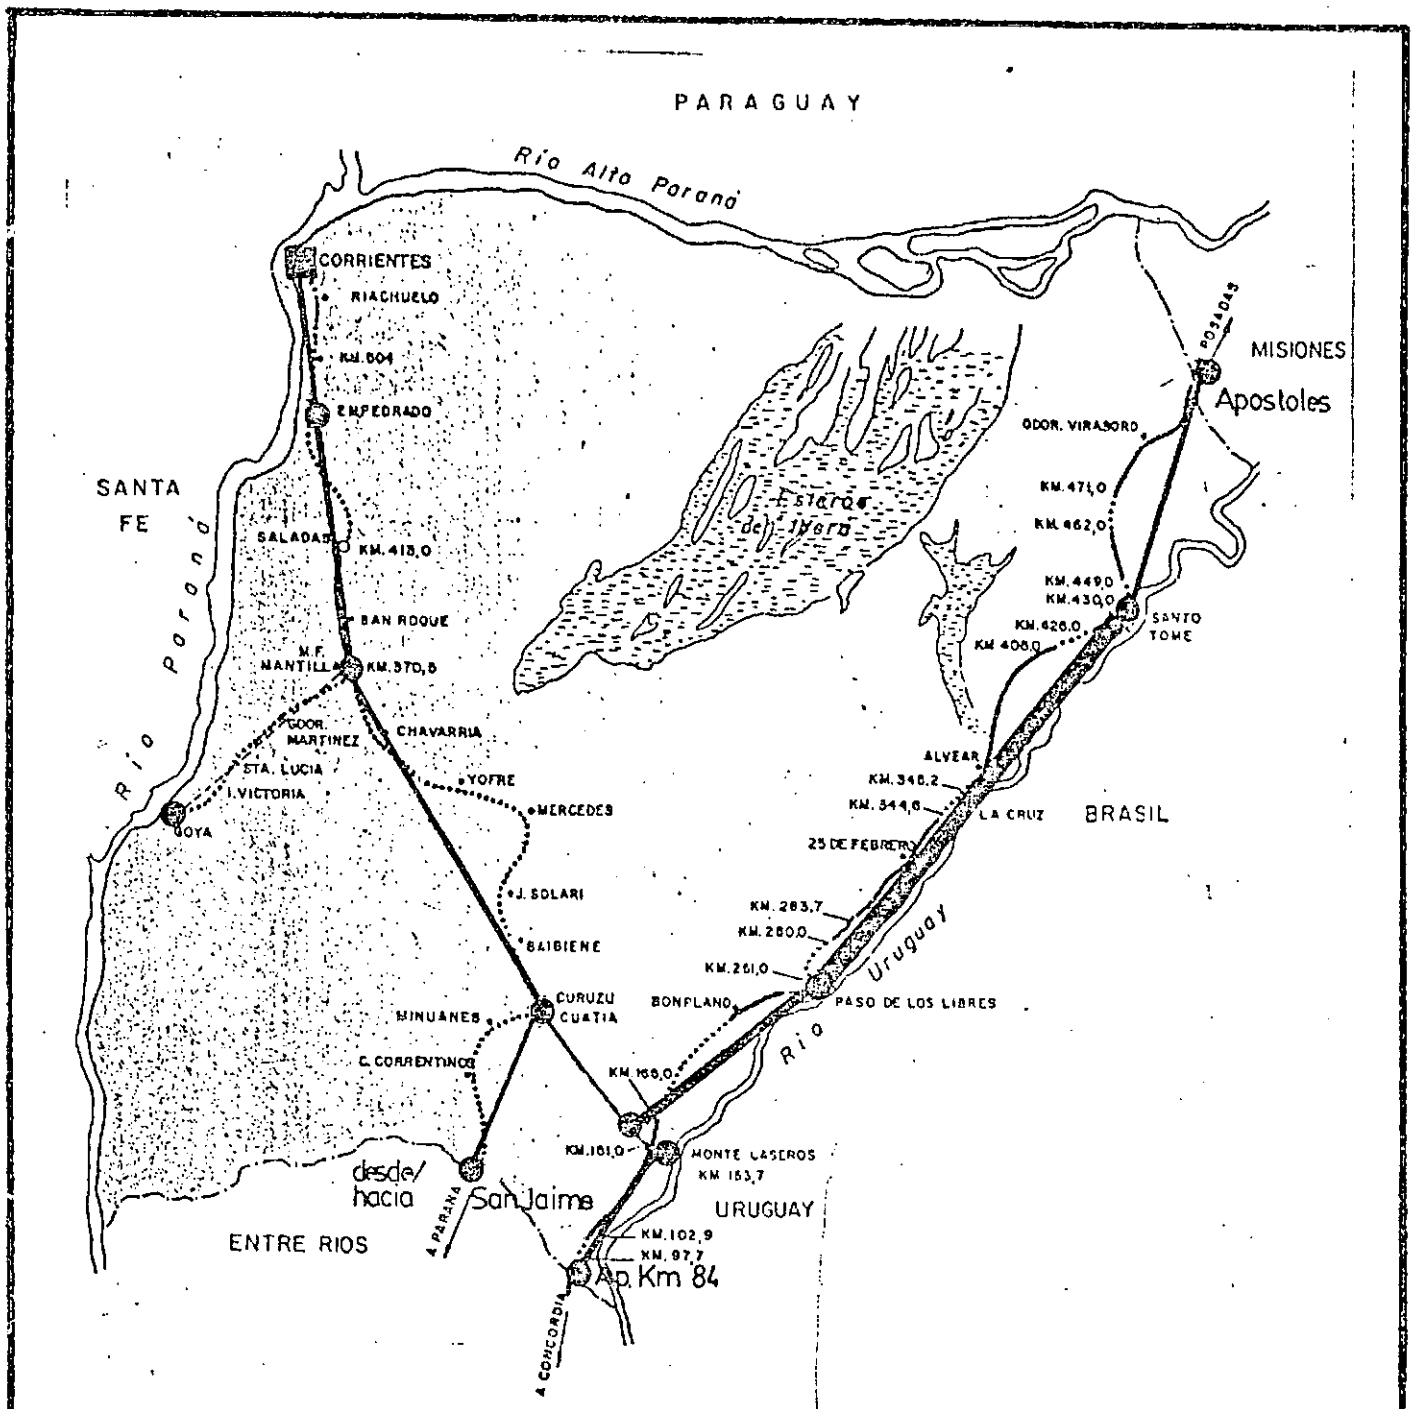 PARAGUAY
Río Alto Paraná
CORRIENTES
RIACHUELO
POSADAS
KM. 504
MISIONES
EMPEDRADO
Apostoles
GDOR. VIRASORO
SANTA
FE
KM. 471,0
Esteros
del Iberá
KM. 462,0
SALADAS
KM. 413,0
KM. 449,0
KM. 430,0
SAN ROQUE
SANTO
TOME
KM. 426,0
KM 406,0
M.F.
MANTILLA
KM. 370,5
Río Paraná
GDOR.
MARTINEZ
CHAVARRIA
ALVEAR
STA. LUCIA
YOFRE
KM. 348,2
I. VICTORIA
MERCEDES
KM. 344,6
LA CRUZ
BRASIL
GOYA
25 DE FEBRERO
J. SOLARI
KM. 283,7
KM. 280,0
BAIBIENE
Río Uruguay
KM. 261,0
CURUZU
CUATIA
BONPLAND
PASO DE LOS LIBRES
MINUANES
C. CORRENTINOS
KM. 166,0
KM. 161,0
MONTE CASEROS
KM 153,7
desde/
hacia
San Jaime
A PARANA
URUGUAY
ENTRE RIOS
KM. 102,9
KM. 97,7
Ap. Km 84
A CONCORDIA